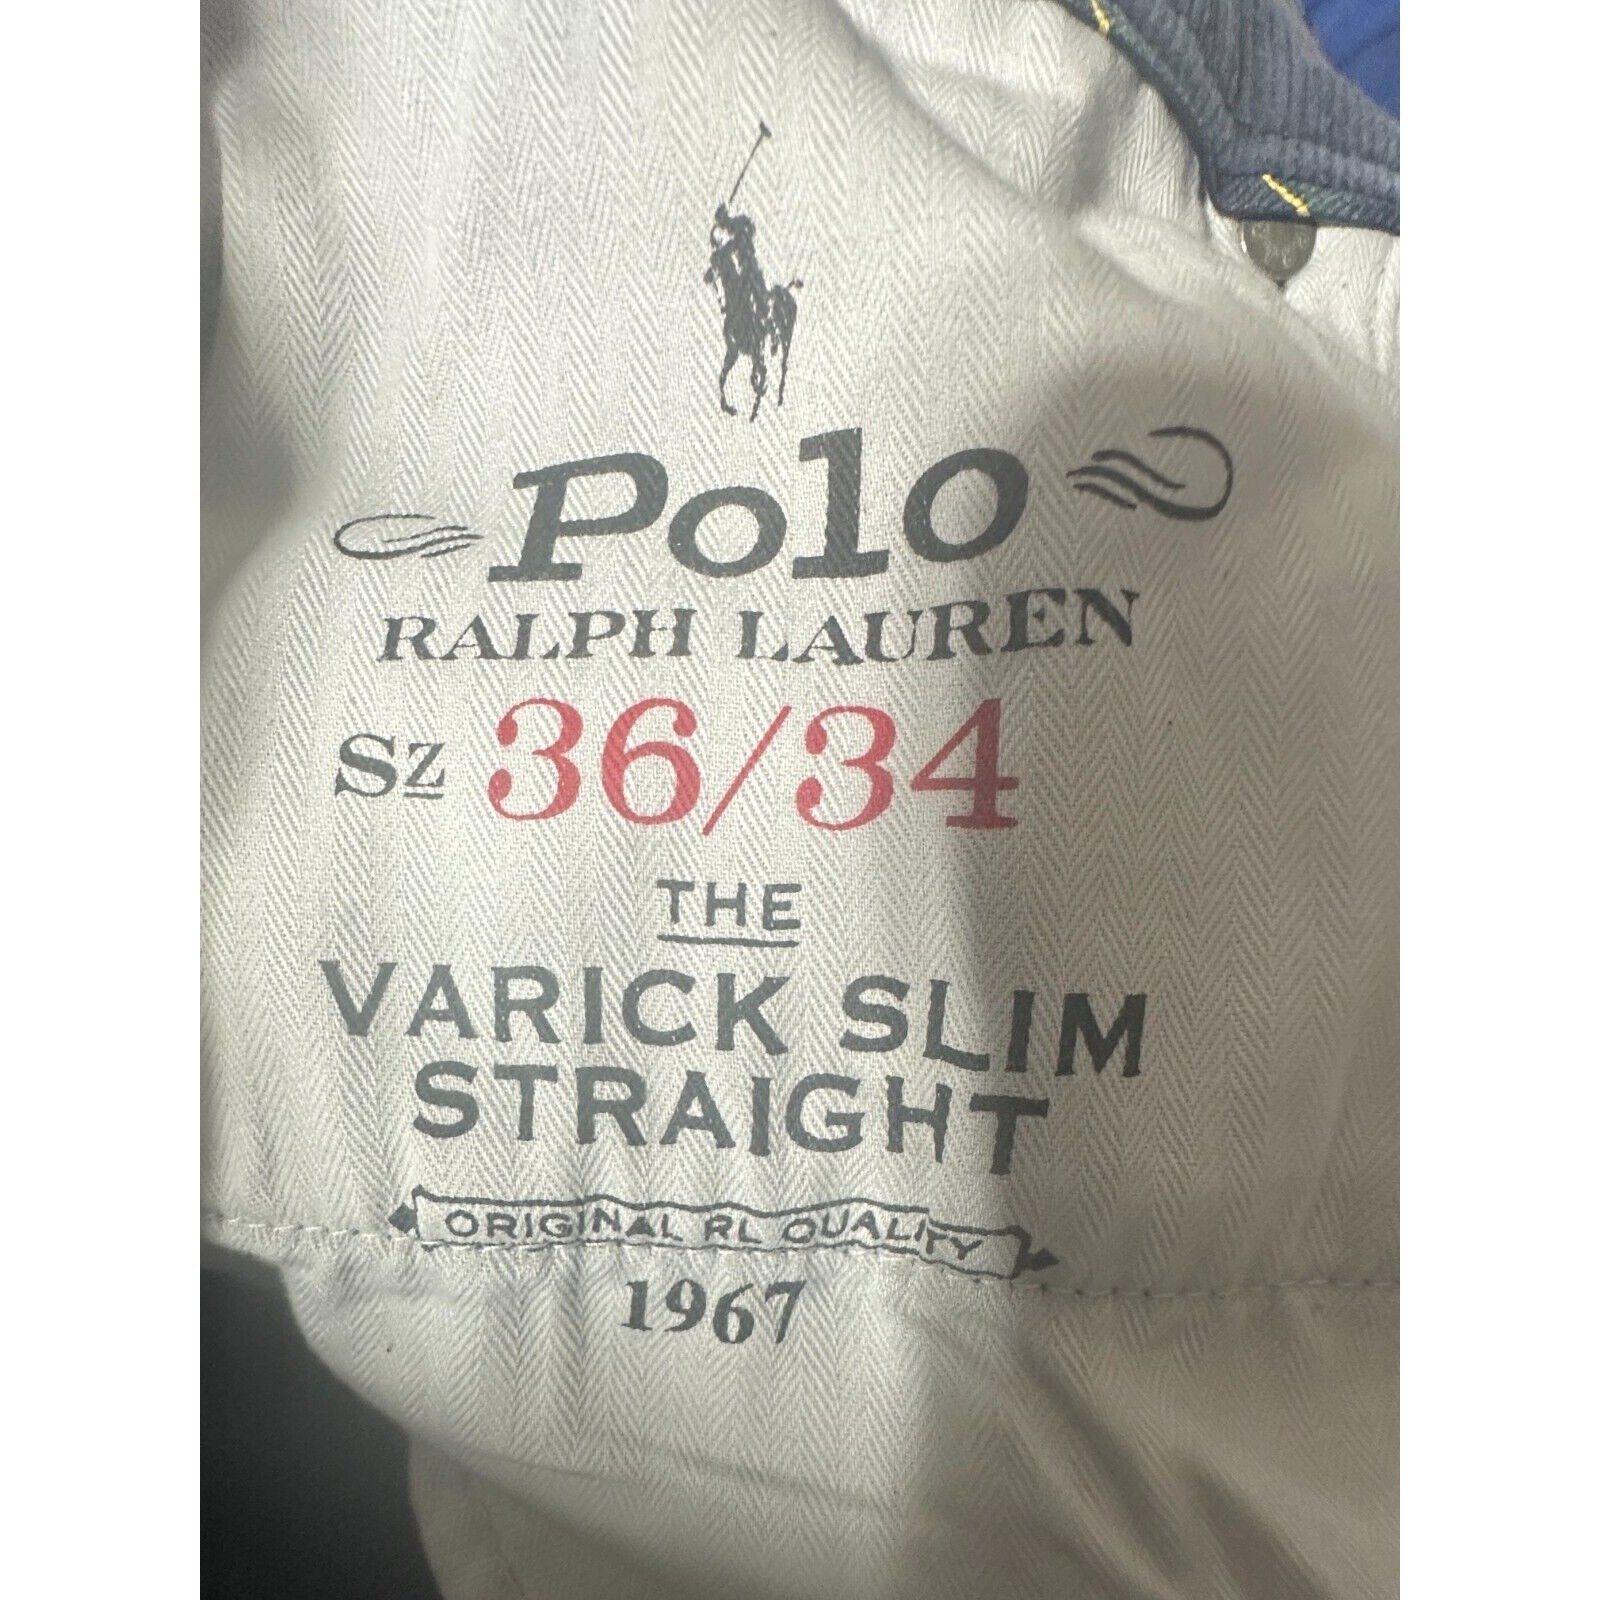 Polo
RALPH LAUREN
Sz 36/34
THE
VARICK SLIM
STRAIGHT
ORIGINAL RL QUALITY
1967